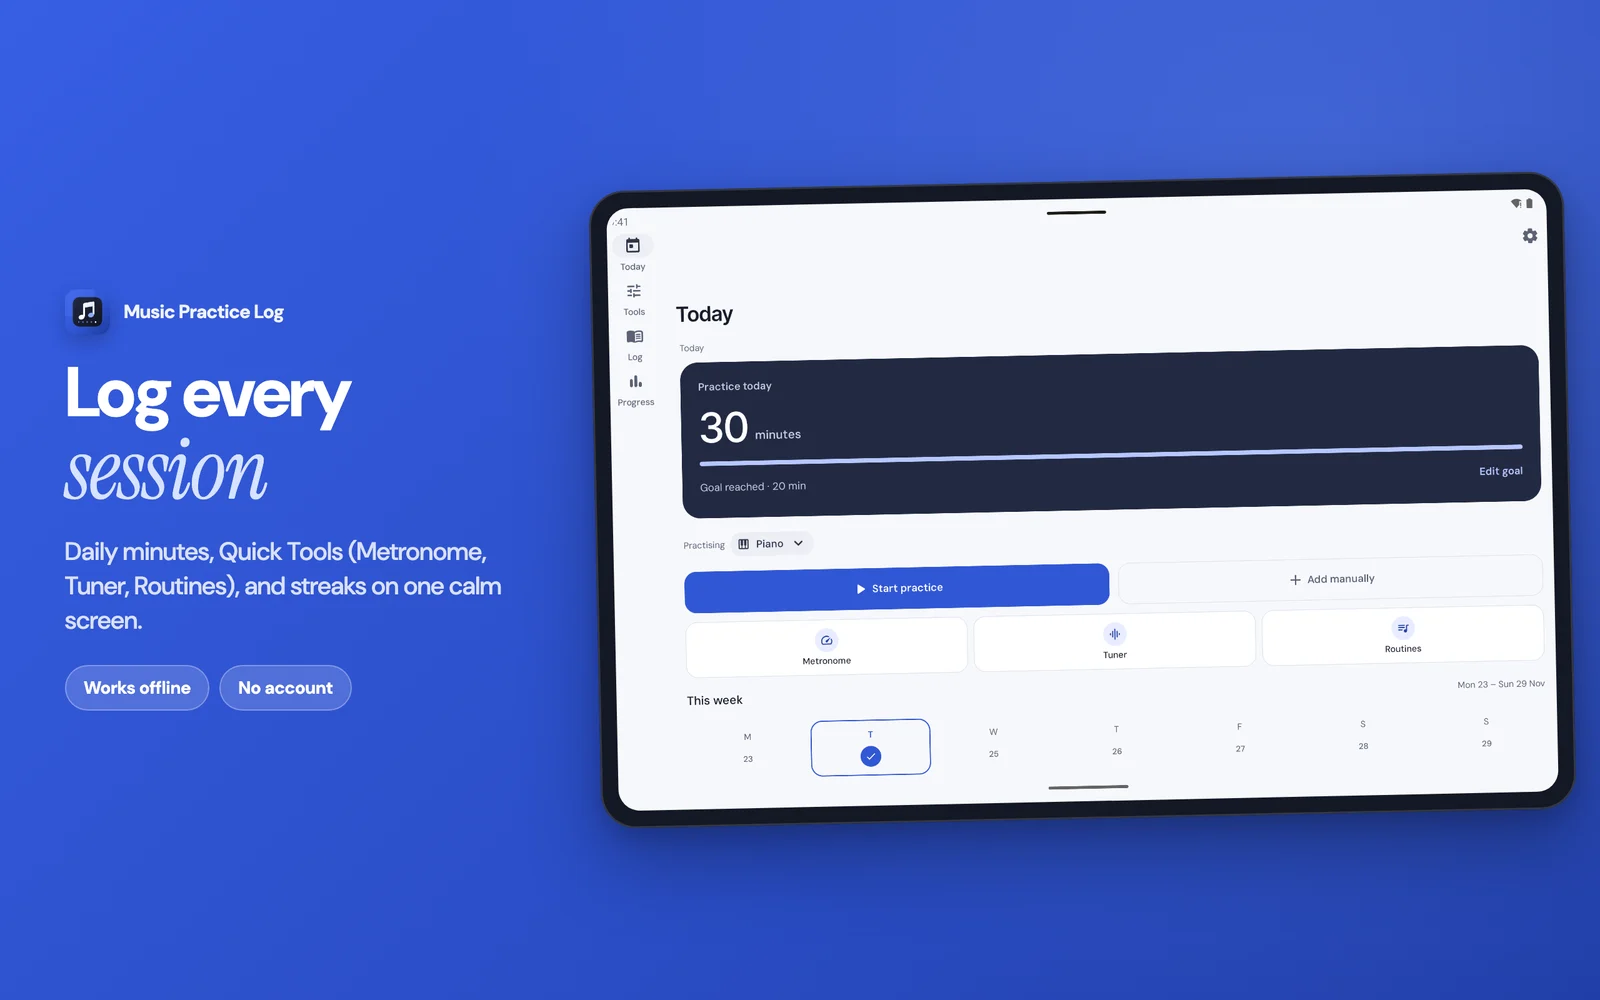 Music Practice Log
Log every
session
Daily minutes, Quick Tools (Metronome,
Tuner, Routines), and streaks on one calm
screen.
Works offline
No account
:41
Today
Tools
Log
Progress
Today
Today
Practice today
30 minutes
Goal reached · 20 min
Edit goal
Practising
Piano
Start practice
Add manually
Metronome
Tuner
Routines
This week
Mon 23 – Sun 29 Nov
M
23
T
W
25
T
26
F
27
S
28
S
29